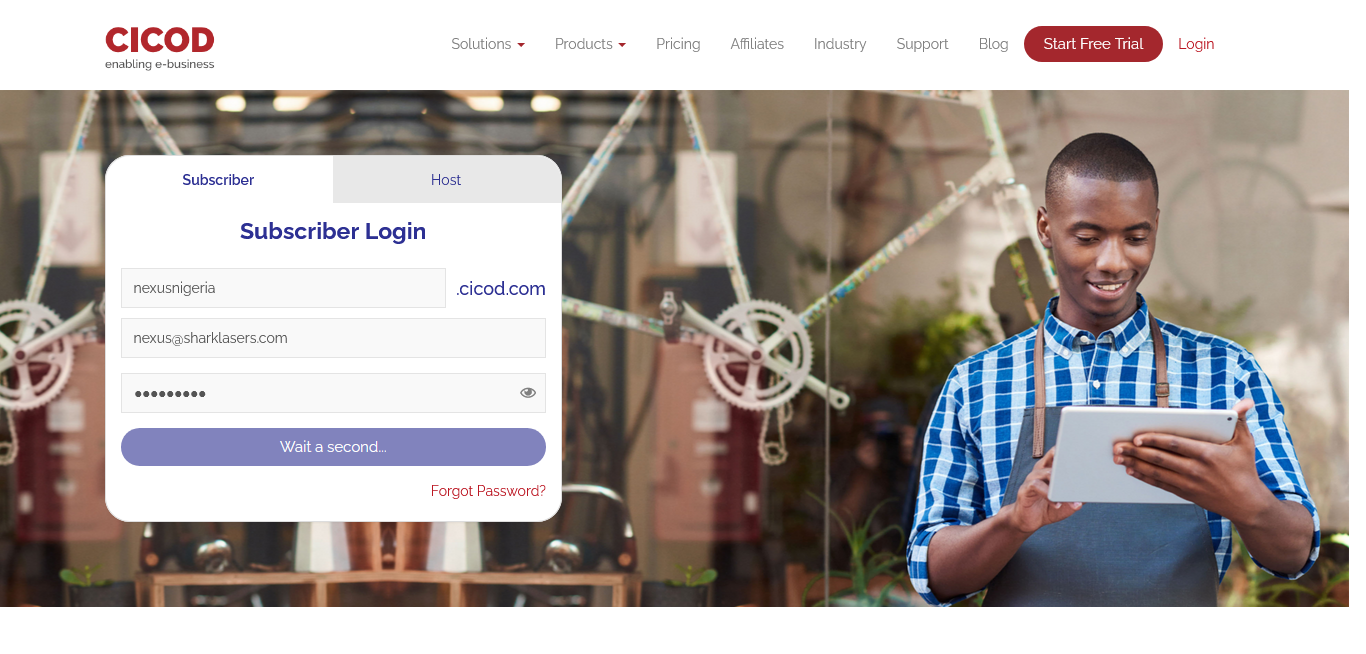 CICOD
enabling e-business
Solutions Products Pricing Affiliates Industry Support Blog Start Free Trial Login
Subscriber Host
Subscriber Login
nexusnigeria .cicod.com
nexus@sharklasers.com
●●●●●●●●●
Wait a second...
Forgot Password?